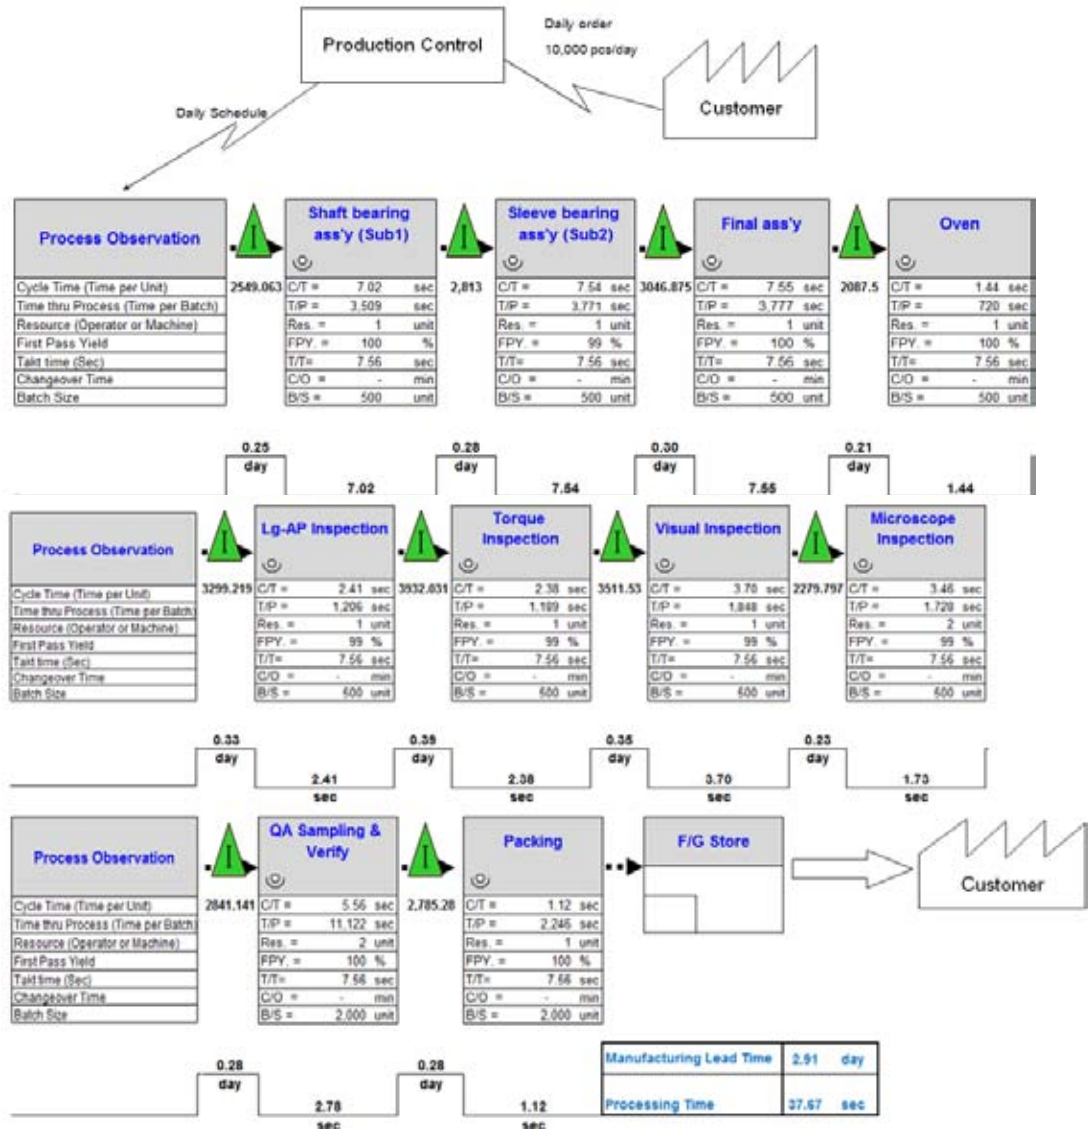 Production Control
Daily order
10,000 pcs/day
Customer
Daily Schedule
Process Observation
Cycle Time (Time per Unit)
Time thru Process (Time per Batch)
Resource (Operator or Machine)
First Pass Yield
Takt time (Sec)
Changeover Time
Batch Size
I
2549.063
Shaft bearing
ass'y (Sub1)
C/T = 7.02 sec
T/P = 3,509 sec
Res. = 1 unit
FPY. = 100 %
T/T= 7.56 sec
C/O = - min
B/S = 500 unit
I
2,813
Sleeve bearing
ass'y (Sub2)
C/T = 7.54 sec
T/P = 3,771 sec
Res. = 1 unit
FPY. = 99 %
T/T= 7.56 sec
C/O = - min
B/S = 500 unit
I
3046.875
Final ass'y
C/T = 7.55 sec
T/P = 3,777 sec
Res. = 1 unit
FPY. = 100 %
T/T= 7.56 sec
C/O = - min
B/S = 500 unit
I
2087.5
Oven
C/T = 1.44 sec
T/P = 720 sec
Res. = 1 unit
FPY. = 100 %
T/T= 7.56 sec
C/O = - min
B/S = 500 unit
0.25
day
7.02
0.28
day
7.54
0.30
day
7.55
0.21
day
1.44
Process Observation
Cycle Time (Time per Unit)
Time thru Process (Time per Batch)
Resource (Operator or Machine)
First Pass Yield
Takt time (Sec)
Changeover Time
Batch Size
I
3299.219
Lg-AP Inspection
C/T = 2.41 sec
T/P = 1,206 sec
Res. = 1 unit
FPY. = 99 %
T/T= 7.56 sec
C/O = - min
B/S = 500 unit
I
3932.031
Torque
Inspection
C/T = 2.38 sec
T/P = 1,189 sec
Res. = 1 unit
FPY. = 99 %
T/T= 7.56 sec
C/O = - min
B/S = 500 unit
I
3511.53
Visual Inspection
C/T = 3.70 sec
T/P = 1,848 sec
Res. = 1 unit
FPY. = 99 %
T/T= 7.56 sec
C/O = - min
B/S = 500 unit
I
2279.797
Microscope
Inspection
C/T = 3.46 sec
T/P = 1,728 sec
Res. = 2 unit
FPY. = 99 %
T/T= 7.56 sec
C/O = - min
B/S = 500 unit
0.33
day
2.41
sec
0.39
day
2.38
sec
0.35
day
3.70
sec
0.23
day
1.73
sec
Process Observation
Cycle Time (Time per Unit)
Time thru Process (Time per Batch)
Resource (Operator or Machine)
First Pass Yield
Takt time (Sec)
Changeover Time
Batch Size
I
2841.141
QA Sampling &
Verify
C/T = 5.56 sec
T/P = 11,122 sec
Res. = 2 unit
FPY. = 100 %
T/T= 7.56 sec
C/O = - min
B/S = 2,000 unit
I
2,785.28
Packing
C/T = 1.12 sec
T/P = 2,246 sec
Res. = 1 unit
FPY. = 100 %
T/T= 7.56 sec
C/O = - min
B/S = 2,000 unit
F/G Store
Customer
0.28
day
2.78
sec
0.28
day
1.12
sec
Manufacturing Lead Time 2.91 day
Processing Time 37.67 sec